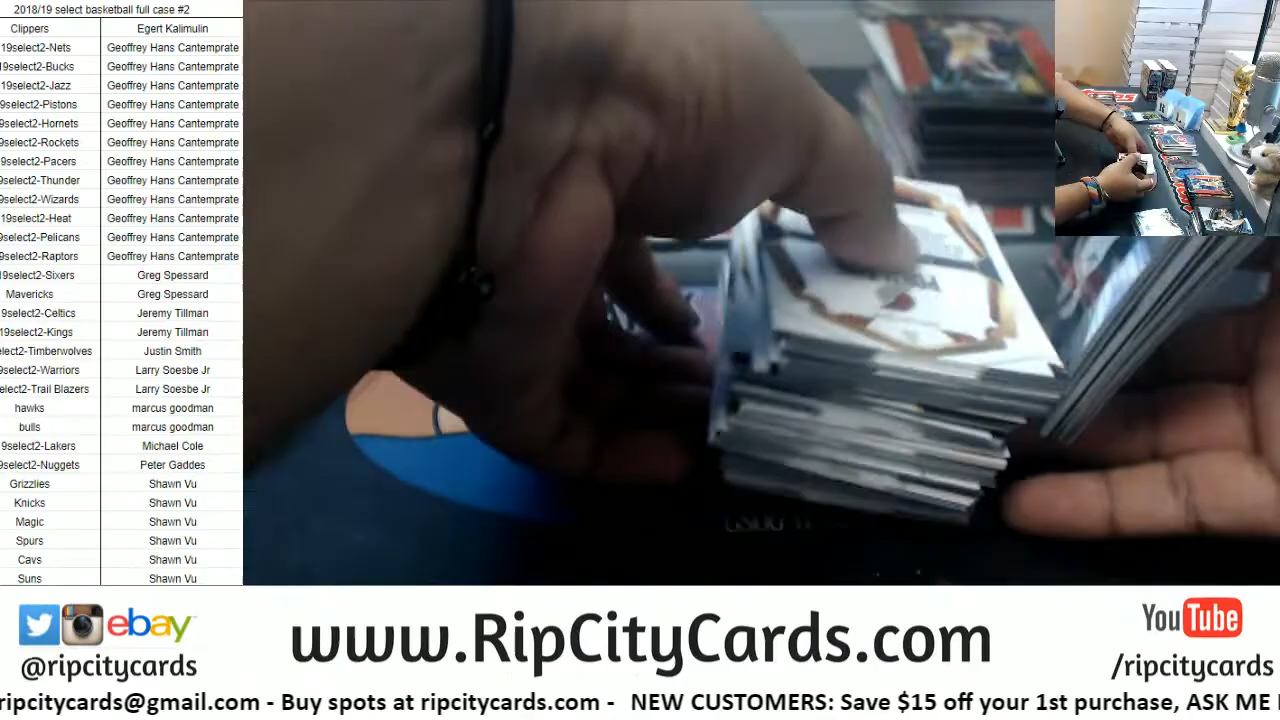 2018/19 select basketball full case #2
Clippers Egert Kalimulin
19select2-Nets Geoffrey Hans Cantemprate
19select2-Bucks Geoffrey Hans Cantemprate
19select2-Jazz Geoffrey Hans Cantemprate
9select2-Pistons Geoffrey Hans Cantemprate
9select2-Hornets Geoffrey Hans Cantemprate
9select2-Rockets Geoffrey Hans Cantemprate
9select2-Pacers Geoffrey Hans Cantemprate
9select2-Thunder Geoffrey Hans Cantemprate
9select2-Wizards Geoffrey Hans Cantemprate
19select2-Heat Geoffrey Hans Cantemprate
9select2-Pelicans Geoffrey Hans Cantemprate
9select2-Raptors Geoffrey Hans Cantemprate
19select2-Sixers Greg Spessard
Mavericks Greg Spessard
9select2-Celtics Jeremy Tillman
19select2-Kings Jeremy Tillman
elect2-Timberwolves Justin Smith
9select2-Warriors Larry Soesbe Jr
select2-Trail Blazers Larry Soesbe Jr
hawks marcus goodman
bulls marcus goodman
9select2-Lakers Michael Cole
9select2-Nuggets Peter Gaddes
Grizzlies Shawn Vu
Knicks Shawn Vu
Magic Shawn Vu
Spurs Shawn Vu
Cavs Shawn Vu
Suns Shawn Vu
ebay
@ripcitycards
www.RipCityCards.com
YouTube
/ripcitycards
ripcitycards@gmail.com - Buy spots at ripcitycards.com - NEW CUSTOMERS: Save $15 off your 1st purchase, ASK ME